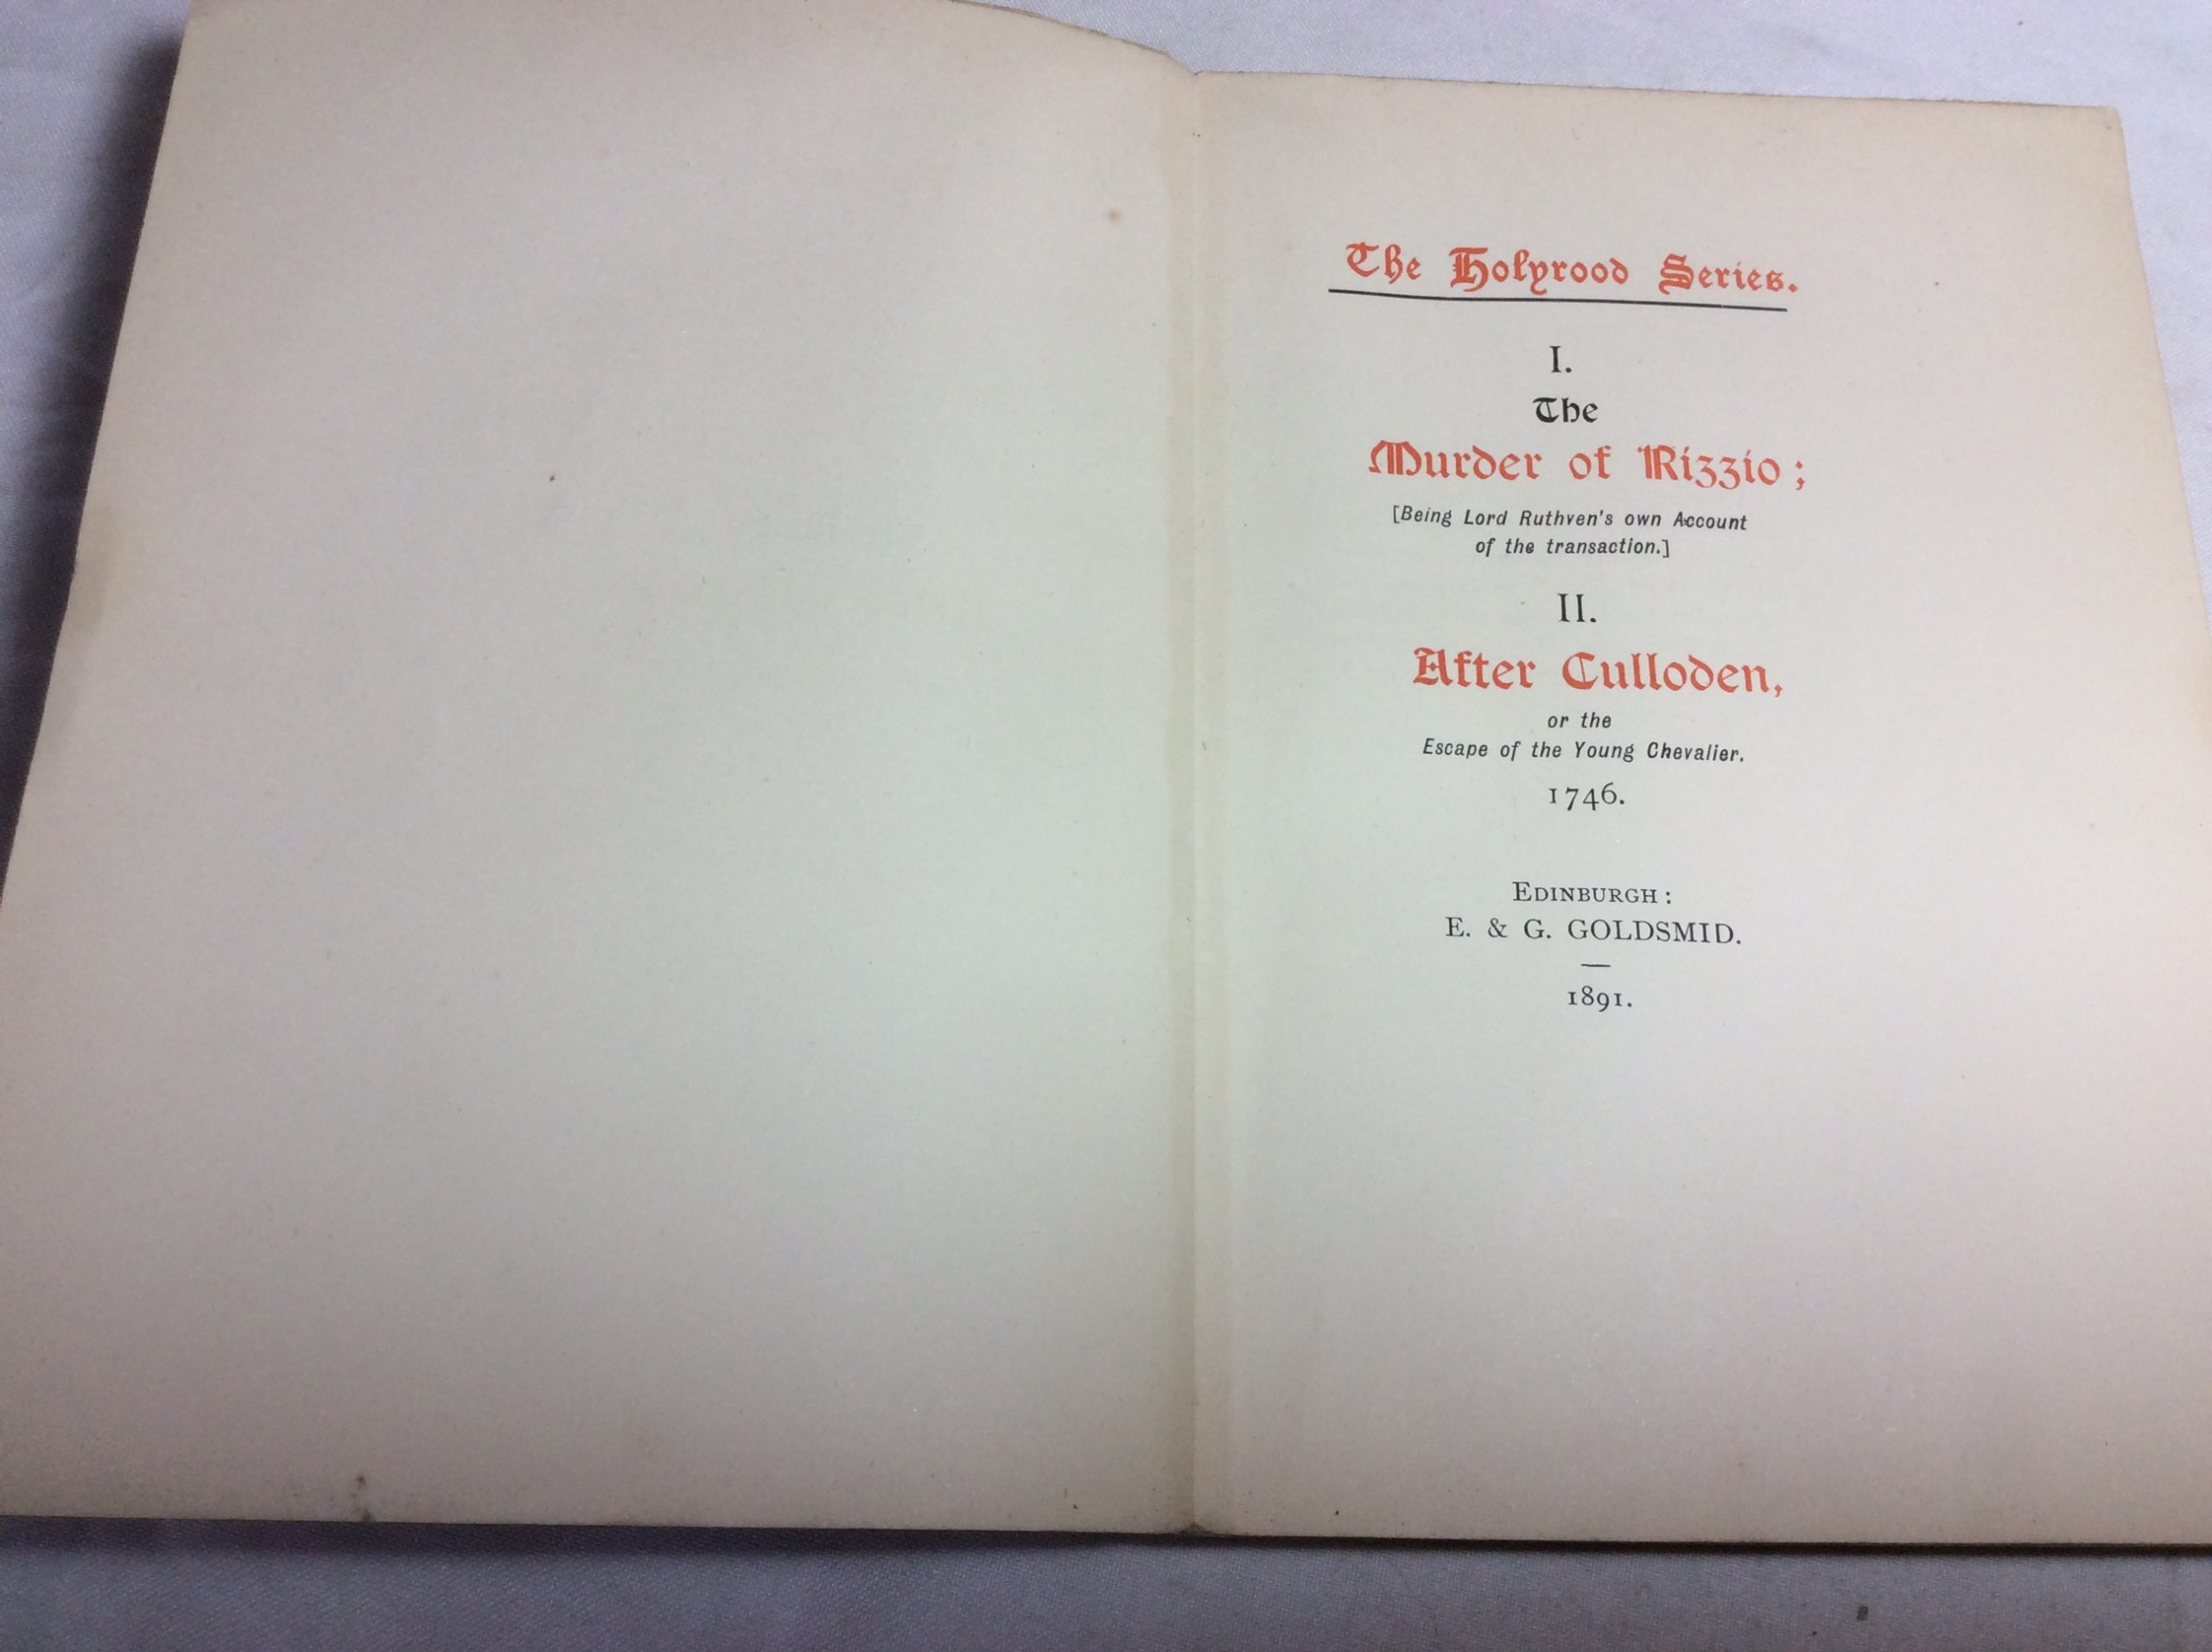 The Holyrood Series.
I.
The
Murder of Rizzio;
[Being Lord Ruthven's own Account
of the transaction.]
II.
After Culloden,
or the
Escape of the Young Chevalier.
1746.
EDINBURGH:
E. & G. GOLDSMID.
1891.